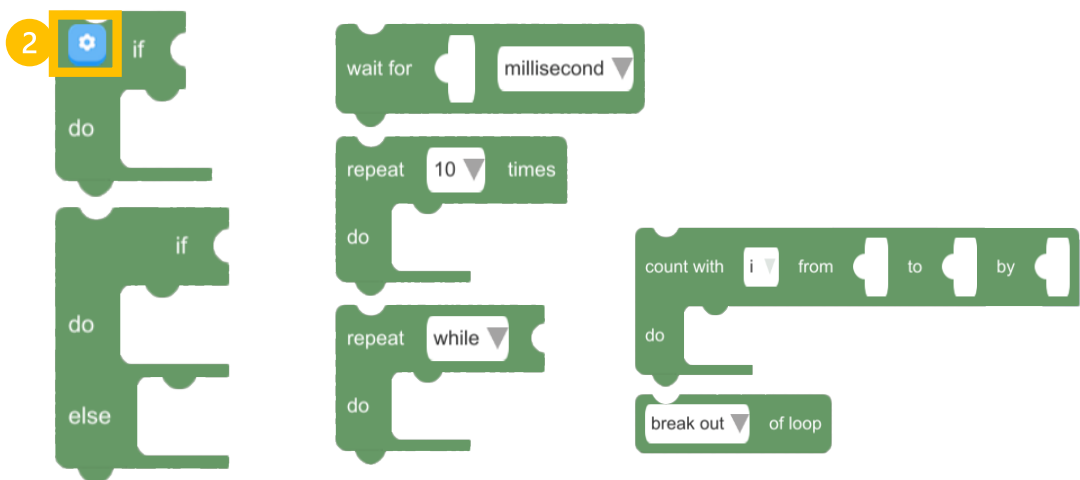 2
if
do
if
do
else
wait for millisecond
repeat 10 times
do
repeat while
do
count with i from to by
do
break out of loop